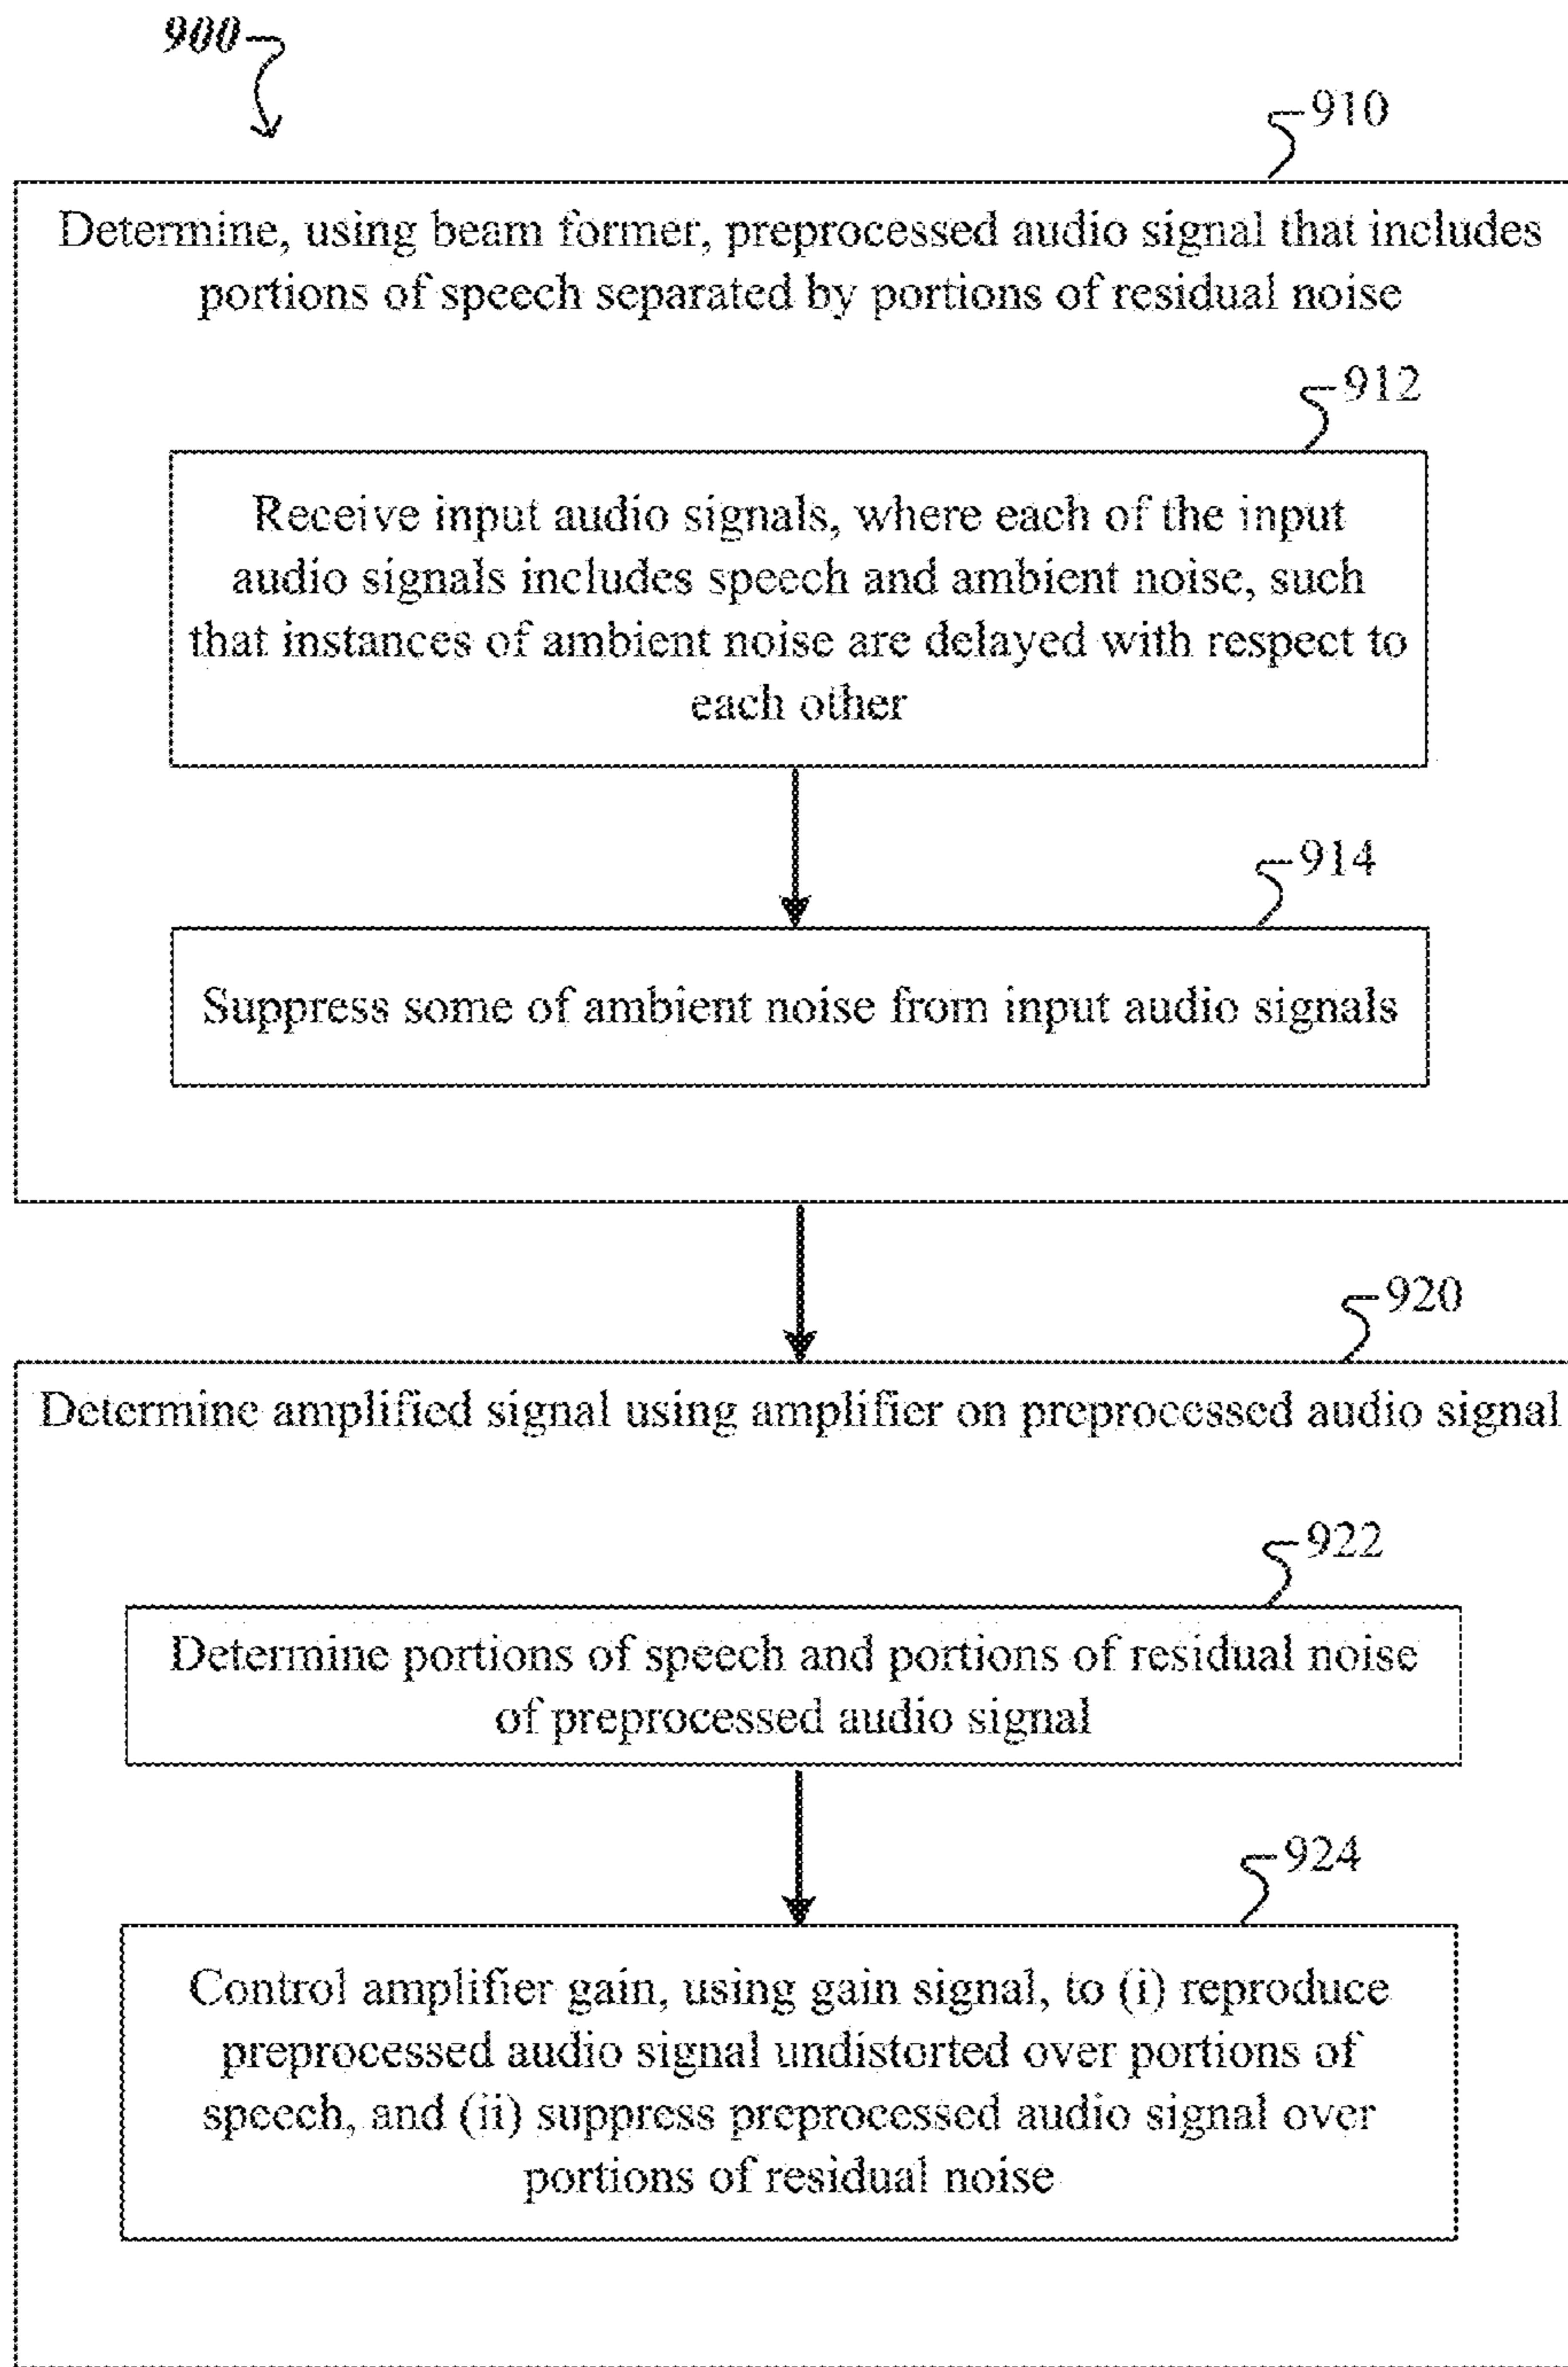 900
910
Determine, using beam former, preprocessed audio signal that includes
portions of speech separated by portions of residual noise
912
Receive input audio signals, where each of the input
audio signals includes speech and ambient noise, such
that instances of ambient noise are delayed with respect to
each other
914
Suppress some of ambient noise from input audio signals
920
Determine amplified signal using amplifier on preprocessed audio signal
922
Determine portions of speech and portions of residual noise
of preprocessed audio signal
924
Control amplifier gain, using gain signal, to (i) reproduce
preprocessed audio signal undistorted over portions of
speech, and (ii) suppress preprocessed audio signal over
portions of residual noise